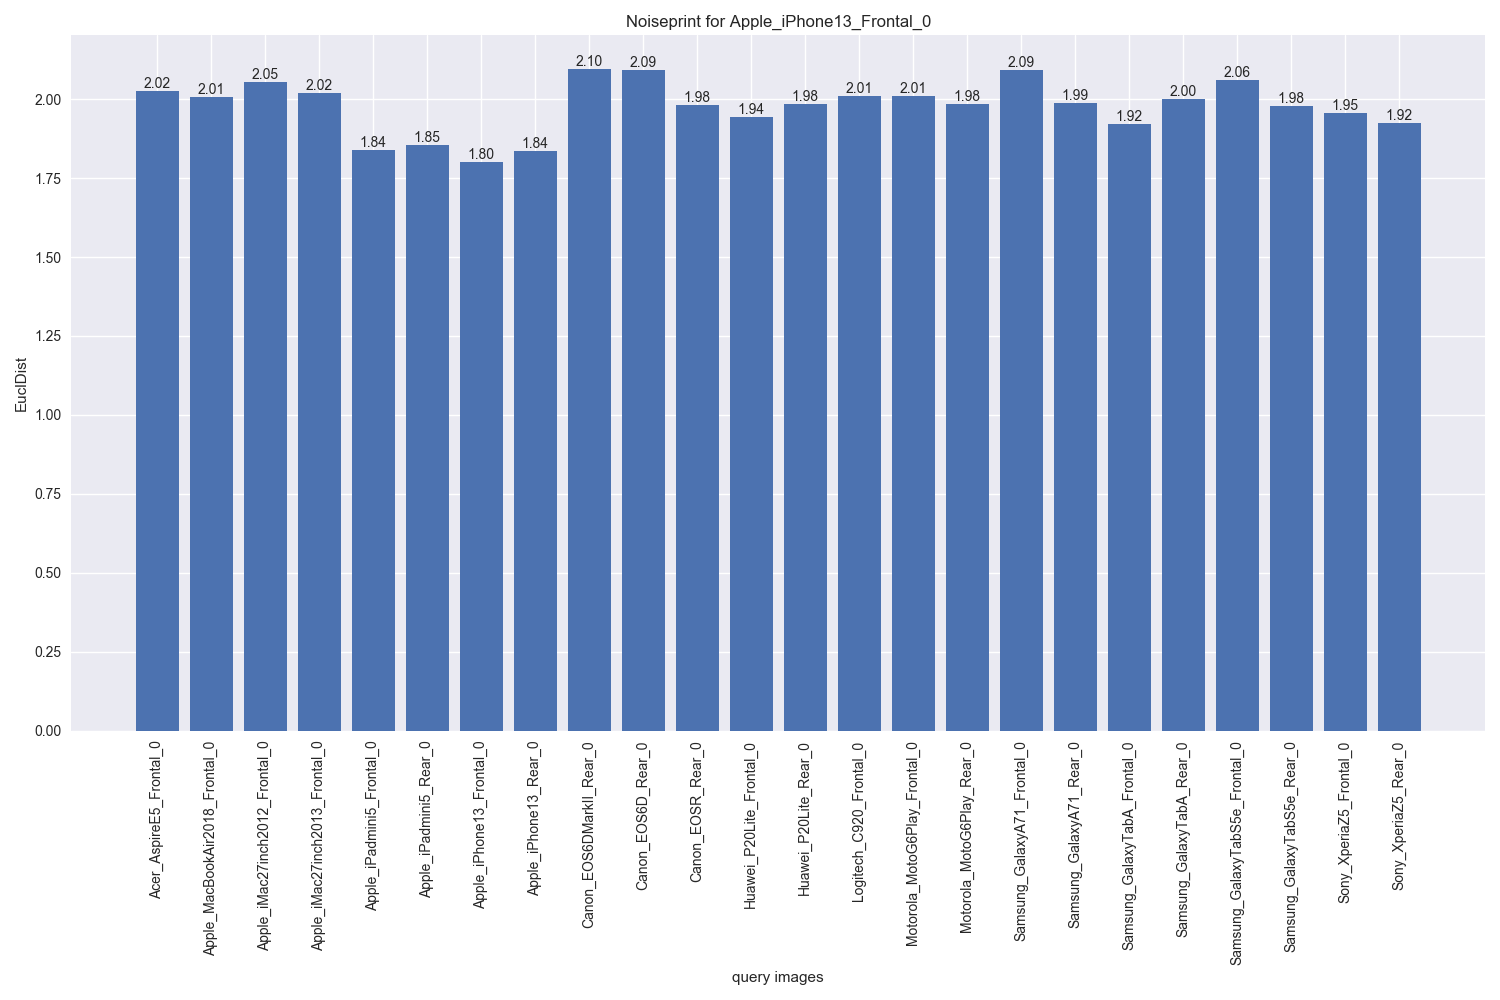 Noiseprint for Apple_iPhone13_Frontal_0
EuclDist
2.00
1.75
1.50
1.25
1.00
0.75
0.50
0.25
0.00
2.02
2.01
2.05
2.02
1.84
1.85
1.80
1.84
2.10
2.09
1.98
1.94
1.98
2.01
2.01
1.98
2.09
1.99
1.92
2.00
2.06
1.98
1.95
1.92
Acer_AspireE5_Frontal_0
Apple_MacBookAir2018_Frontal_0
Apple_iMac27inch2012_Frontal_0
Apple_iMac27inch2013_Frontal_0
Apple_iPadmini5_Frontal_0
Apple_iPadmini5_Rear_0
Apple_iPhone13_Frontal_0
Apple_iPhone13_Rear_0
Canon_EOS6DMarkII_Rear_0
Canon_EOS6D_Rear_0
Canon_EOSR_Rear_0
Huawei_P20Lite_Frontal_0
Huawei_P20Lite_Rear_0
Logitech_C920_Frontal_0
Motorola_MotoG6Play_Frontal_0
Motorola_MotoG6Play_Rear_0
Samsung_GalaxyA71_Frontal_0
Samsung_GalaxyA71_Rear_0
Samsung_GalaxyTabA_Frontal_0
Samsung_GalaxyTabA_Rear_0
Samsung_GalaxyTabS5e_Frontal_0
Samsung_GalaxyTabS5e_Rear_0
Sony_XperiaZ5_Frontal_0
Sony_XperiaZ5_Rear_0
query images